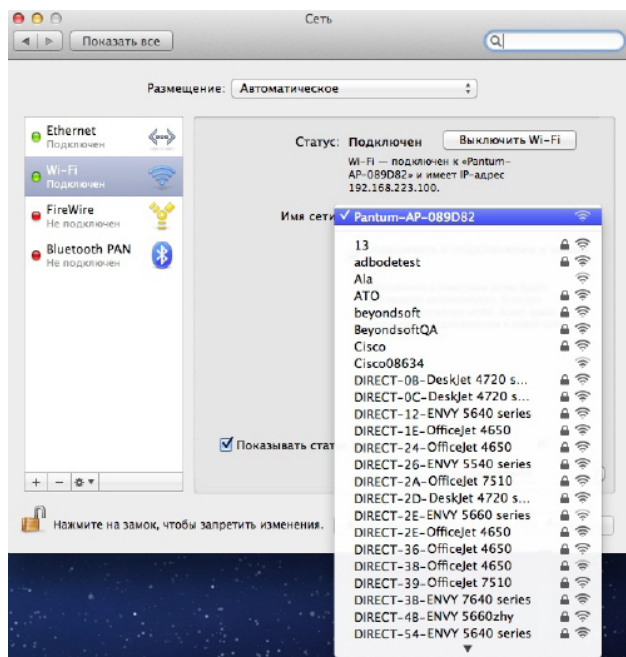 Сеть
Показать все
Размещение: Автоматическое
Ethernet
Подключен
Wi-Fi
Подключен
FireWire
Не подключен
Bluetooth PAN
Не подключен
Статус: Подключен
Выключить Wi-Fi
Wi-Fi — подключен к «Pantum-
AP-089D82» и имеет IP-адрес
192.168.223.100.
Имя сети
Pantum-AP-089D82
13
adbodetest
Ala
ATO
beyondsoft
BeyondsoftQA
Cisco
Cisco08634
DIRECT-0B-DeskJet 4720 s...
DIRECT-0C-DeskJet 4720 s...
DIRECT-12-ENVY 5640 series
DIRECT-1E-OfficeJet 4650
DIRECT-24-OfficeJet 4650
DIRECT-26-ENVY 5540 series
DIRECT-2A-OfficeJet 7510
DIRECT-2D-DeskJet 4720 s...
DIRECT-2E-ENVY 5660 series
DIRECT-2E-OfficeJet 4650
DIRECT-36-OfficeJet 4650
DIRECT-38-OfficeJet 4650
DIRECT-39-OfficeJet 7510
DIRECT-3B-ENVY 7640 series
DIRECT-4B-ENVY 5660zhy
DIRECT-54-ENVY 5640 series
Показывать стат
Нажмите на замок, чтобы запретить изменения.